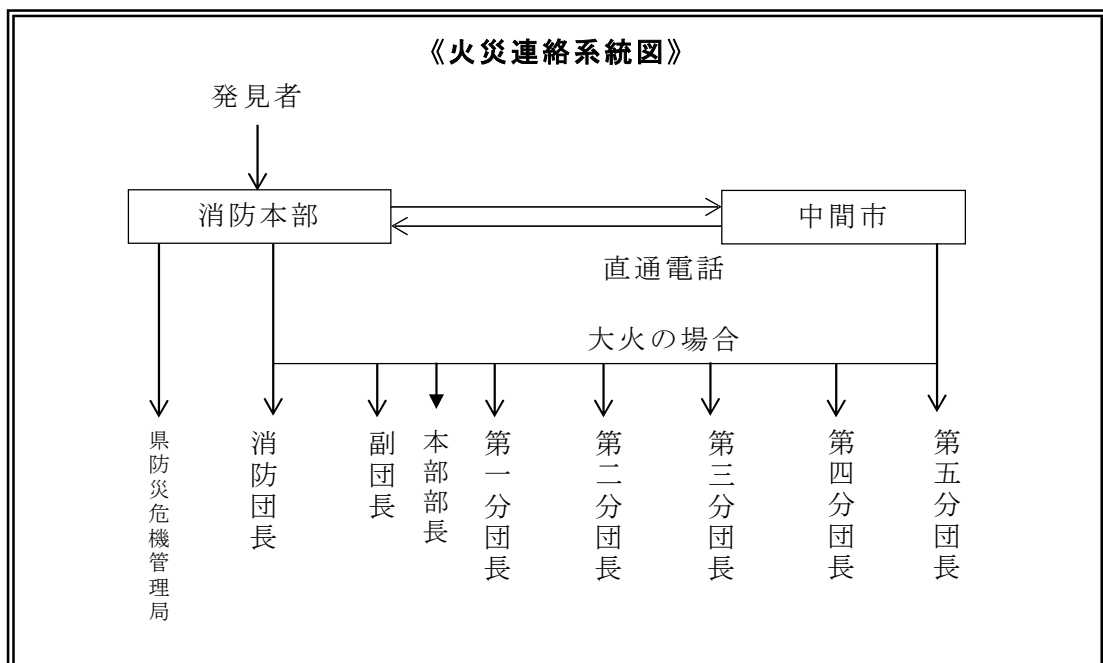 《火災連絡系統図》
発見者
消防本部
中間市
直通電話
大火の場合
県防災危機管理局
消防団長
副団長
本部部長
第一分団長
第二分団長
第三分団長
第四分団長
第五分団長